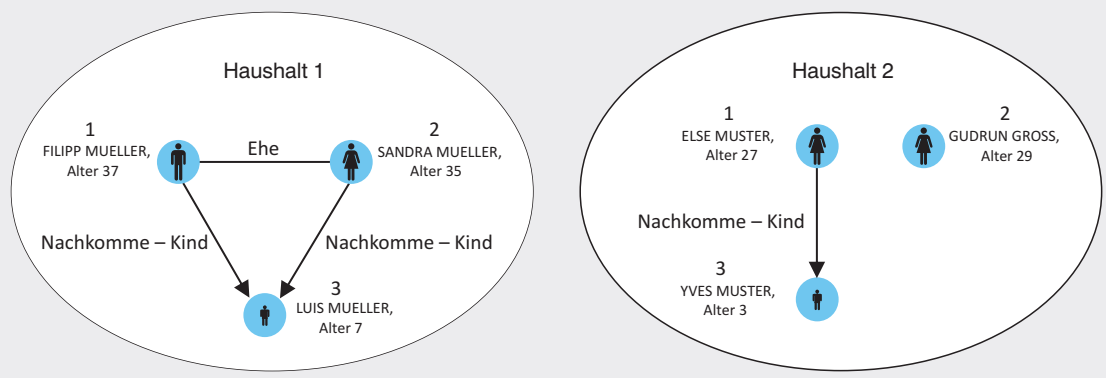 Haushalt 1
1
FILIPP MUELLER,
Alter 37
Ehe
2
SANDRA MUELLER,
Alter 35
Nachkomme – Kind
Nachkomme – Kind
3
LUIS MUELLER,
Alter 7
Haushalt 2
1
ELSE MUSTER,
Alter 27
2
GUDRUN GROSS,
Alter 29
Nachkomme – Kind
3
YVES MUSTER,
Alter 3